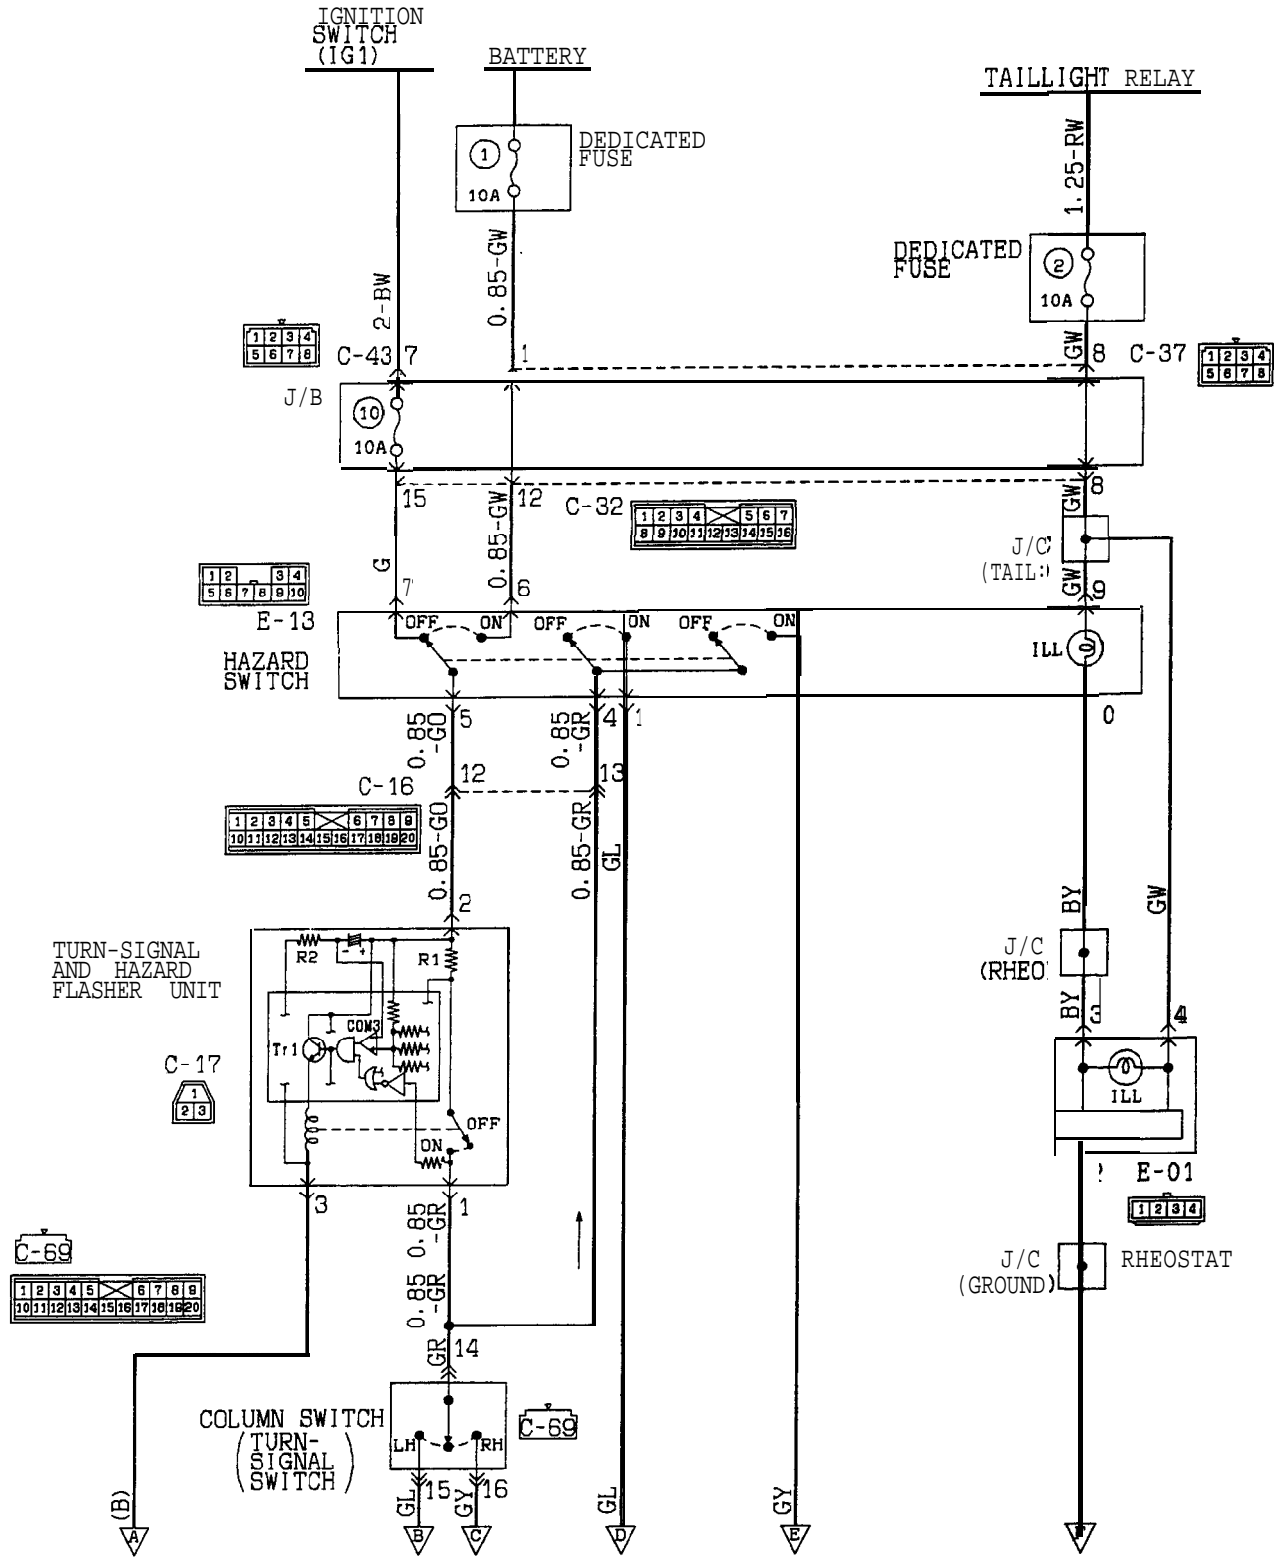 IGNITION
SWITCH
(IG1)
BATTERY
TAILLIGHT RELAY
1
10A
DEDICATED
FUSE
1.25-RW
DEDICATED
FUSE
2
10A
2-BW
0.85-GW
GW
1 2 3 4
5 6 7 8
C-43
7
1
8
C-37
1 2 3 4
5 6 7 8
J/B
10
10A
15
12
C-32
1 2 3 4 5 6 7
8 9 10 11 12 13 14 15 16
8
GW
G
0.85-GW
J/C
(TAIL
GW
9
1 2 3 4
5 6 7 8 9 10
E-13
7
6
HAZARD
SWITCH
OFF ON OFF ON OFF ON
ILL
5
4
1
0
0.85
-GO
0.85
-GR
C-16
12
13
1 2 3 4 5 6 7 8 9
10 11 12 13 14 15 16 17 18 19 20
0.85-GO
0.85-GR
GL
2
BY
GW
TURN-SIGNAL
AND HAZARD
FLASHER UNIT
R2
- +
R1
COM3
Tr1
OFF
ON
J/C
(RHEO
BY
3
4
C-17
1
2 3
ILL
3
1
E-01
1 2 3 4
0.85
-GR
C-69
1 2 3 4 5 6 7 8 9
10 11 12 13 14 15 16 17 18 19 20
J/C
(GROUND)
RHEOSTAT
0.85
-GR
GR
14
COLUMN SWITCH
(TURN-
SIGNAL
SWITCH)
LH
RH
C-69
15
16
(B)
GL
GY
GL
GY
A
B
C
D
E